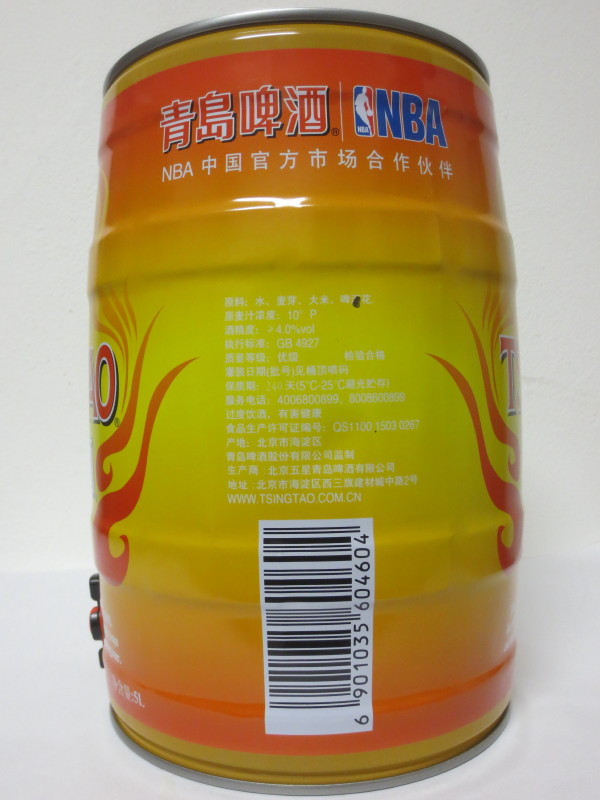 青岛啤酒® NBA NBA
NBA 中国官方市场合作伙伴
原料：水、麦芽、大米、啤酒花
原麦汁浓度：10°P
酒精度：≥4.0%vol
执行标准：GB 4927
质量等级：优级 检验合格
灌装日期(批号)见桶顶喷码
保质期：240天(5℃-25℃避光贮存)
服务电话：4006800899、8008600899
过度饮酒，有害健康
食品生产许可证编号：QS1100 1503 0267
产地：北京市海淀区
青岛啤酒股份有限公司监制
生产商：北京五星青岛啤酒有限公司
地址：北京市海淀区西三旗建材城中路2号
WWW.TSINGTAO.COM.CN
6 901035 604604
AO®
T
净含量:5L